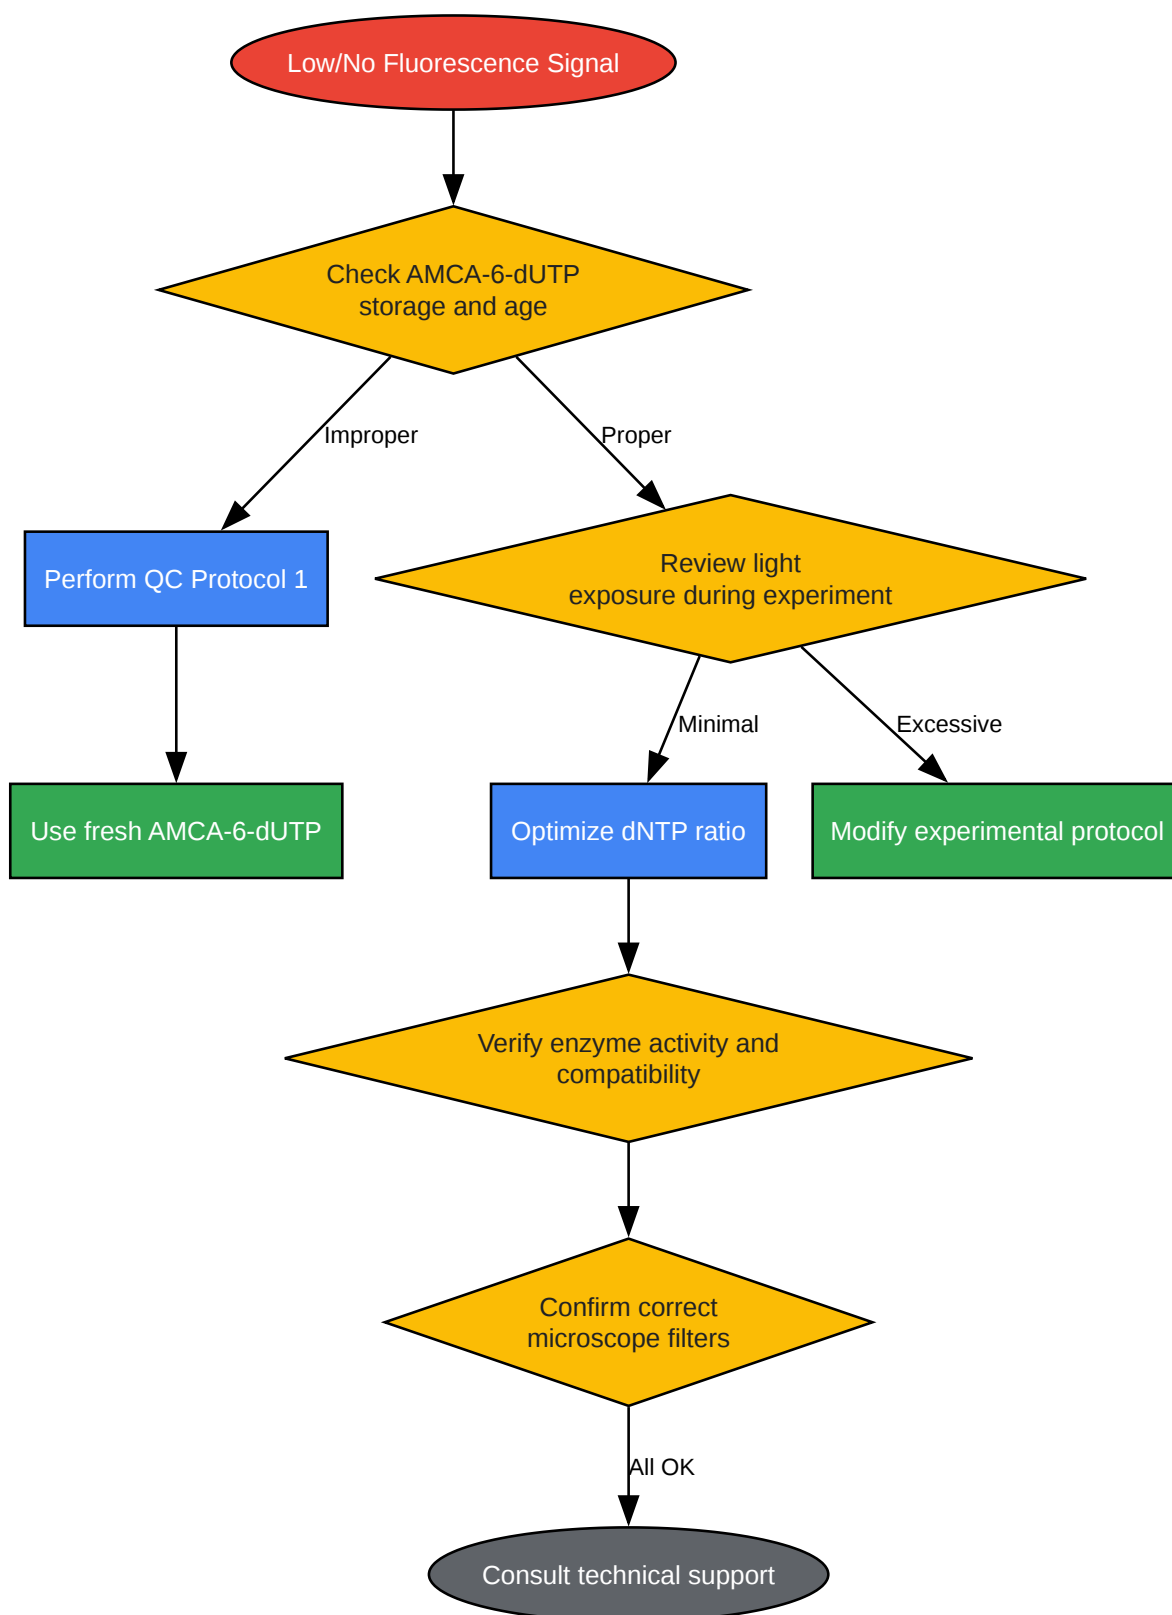 Low/No Fluorescence Signal
Check AMCA-6-dUTP
storage and age
Improper
Proper
Perform QC Protocol 1
Review light
exposure during experiment
Minimal
Excessive
Use fresh AMCA-6-dUTP
Optimize dNTP ratio
Modify experimental protocol
Verify enzyme activity and
compatibility
Confirm correct
microscope filters
All OK
Consult technical support